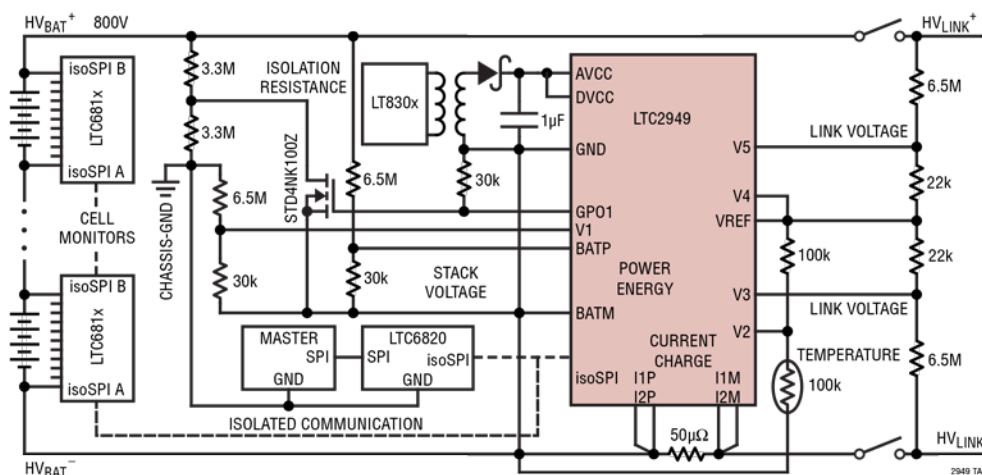 HVBAT+ 800V
HVLINK+
isoSPI B
LTC681x
isoSPI A
CELL
MONITORS
isoSPI B
LTC681x
isoSPI A
HVBAT−
3.3M
3.3M
ISOLATION
RESISTANCE
CHASSIS-GND
6.5M
30k
STD4NK100Z
6.5M
30k
LT830x
1µF
30k
STACK
VOLTAGE
MASTER
SPI
GND
LTC6820
SPI
isoSPI
GND
ISOLATED COMMUNICATION
AVCC
DVCC
LTC2949
GND
V5
V4
GPO1
VREF
V1
BATP
POWER
ENERGY
V3
BATM
V2
CURRENT
CHARGE
isoSPI
I1P
I1M
I2P
I2M
50µΩ
6.5M
LINK VOLTAGE
22k
100k
22k
LINK VOLTAGE
TEMPERATURE
100k
6.5M
HVLINK−
2949 TA